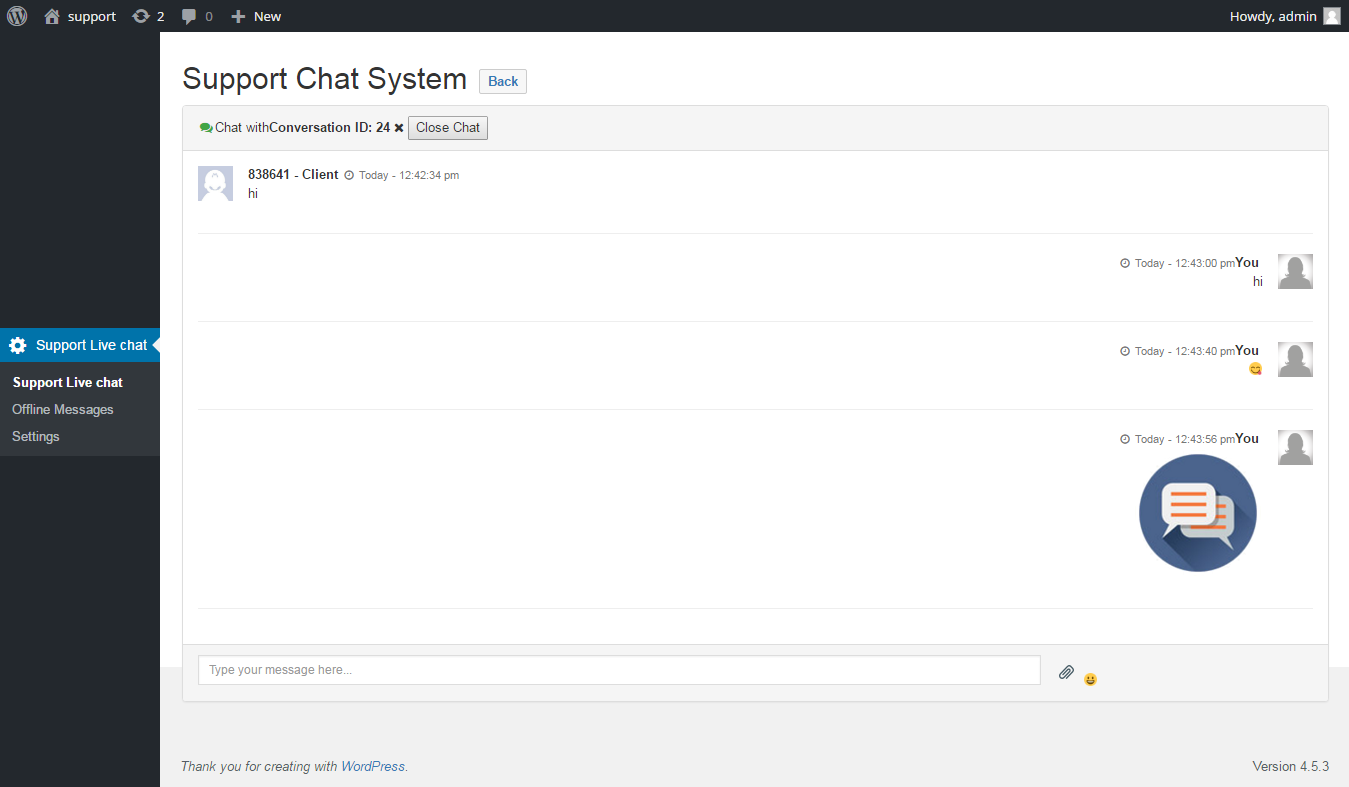 support 2 0 New Howdy, admin
Support Chat System Back
Chat withConversation ID: 24 Close Chat
838641 - Client Today - 12:42:34 pm
hi
Today - 12:43:00 pmYou
hi
Support Live chat
Today - 12:43:40 pmYou
😋
Support Live chat
Offline Messages
Settings
Today - 12:43:56 pmYou
Type your message here...
Thank you for creating with WordPress. Version 4.5.3